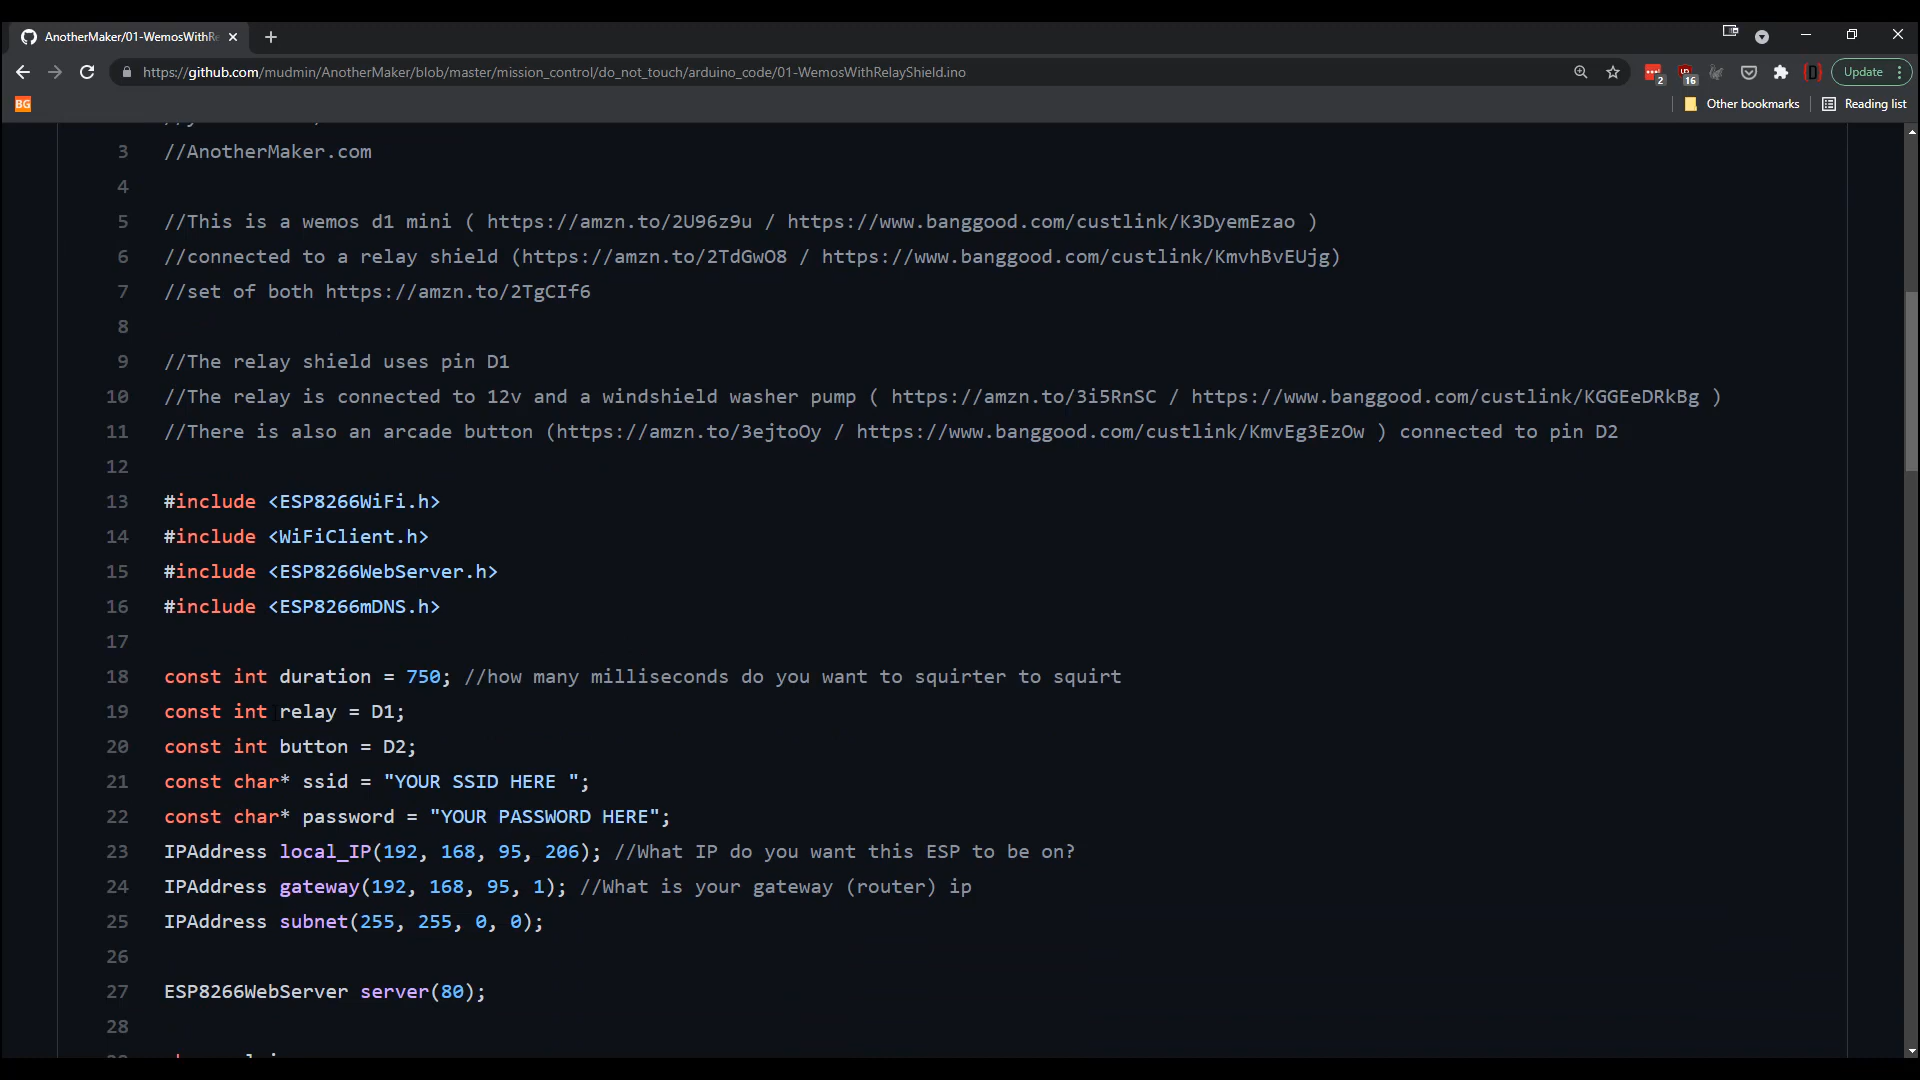 AnotherMaker/01-WemosWithRe
https://github.com/mudmin/AnotherMaker/blob/master/mission_control/do_not_touch/arduino_code/01-WemosWithRelayShield.ino
2
16
Update
BG
Other bookmarks
Reading list
3 //AnotherMaker.com
4
5 //This is a wemos d1 mini ( https://amzn.to/2U96z9u / https://www.banggood.com/custlink/K3DyemEzao )
6 //connected to a relay shield (https://amzn.to/2TdGwO8 / https://www.banggood.com/custlink/KmvhBvEUjg)
7 //set of both https://amzn.to/2TgCIf6
8
9 //The relay shield uses pin D1
10 //The relay is connected to 12v and a windshield washer pump ( https://amzn.to/3i5RnSC / https://www.banggood.com/custlink/KGGEeDRkBg )
11 //There is also an arcade button (https://amzn.to/3ejtoOy / https://www.banggood.com/custlink/KmvEg3EzOw ) connected to pin D2
12
13 #include <ESP8266WiFi.h>
14 #include <WiFiClient.h>
15 #include <ESP8266WebServer.h>
16 #include <ESP8266mDNS.h>
17
18 const int duration = 750; //how many milliseconds do you want to squirter to squirt
19 const int relay = D1;
20 const int button = D2;
21 const char* ssid = "YOUR SSID HERE ";
22 const char* password = "YOUR PASSWORD HERE";
23 IPAddress local_IP(192, 168, 95, 206); //What IP do you want this ESP to be on?
24 IPAddress gateway(192, 168, 95, 1); //What is your gateway (router) ip
25 IPAddress subnet(255, 255, 0, 0);
26
27 ESP8266WebServer server(80);
28